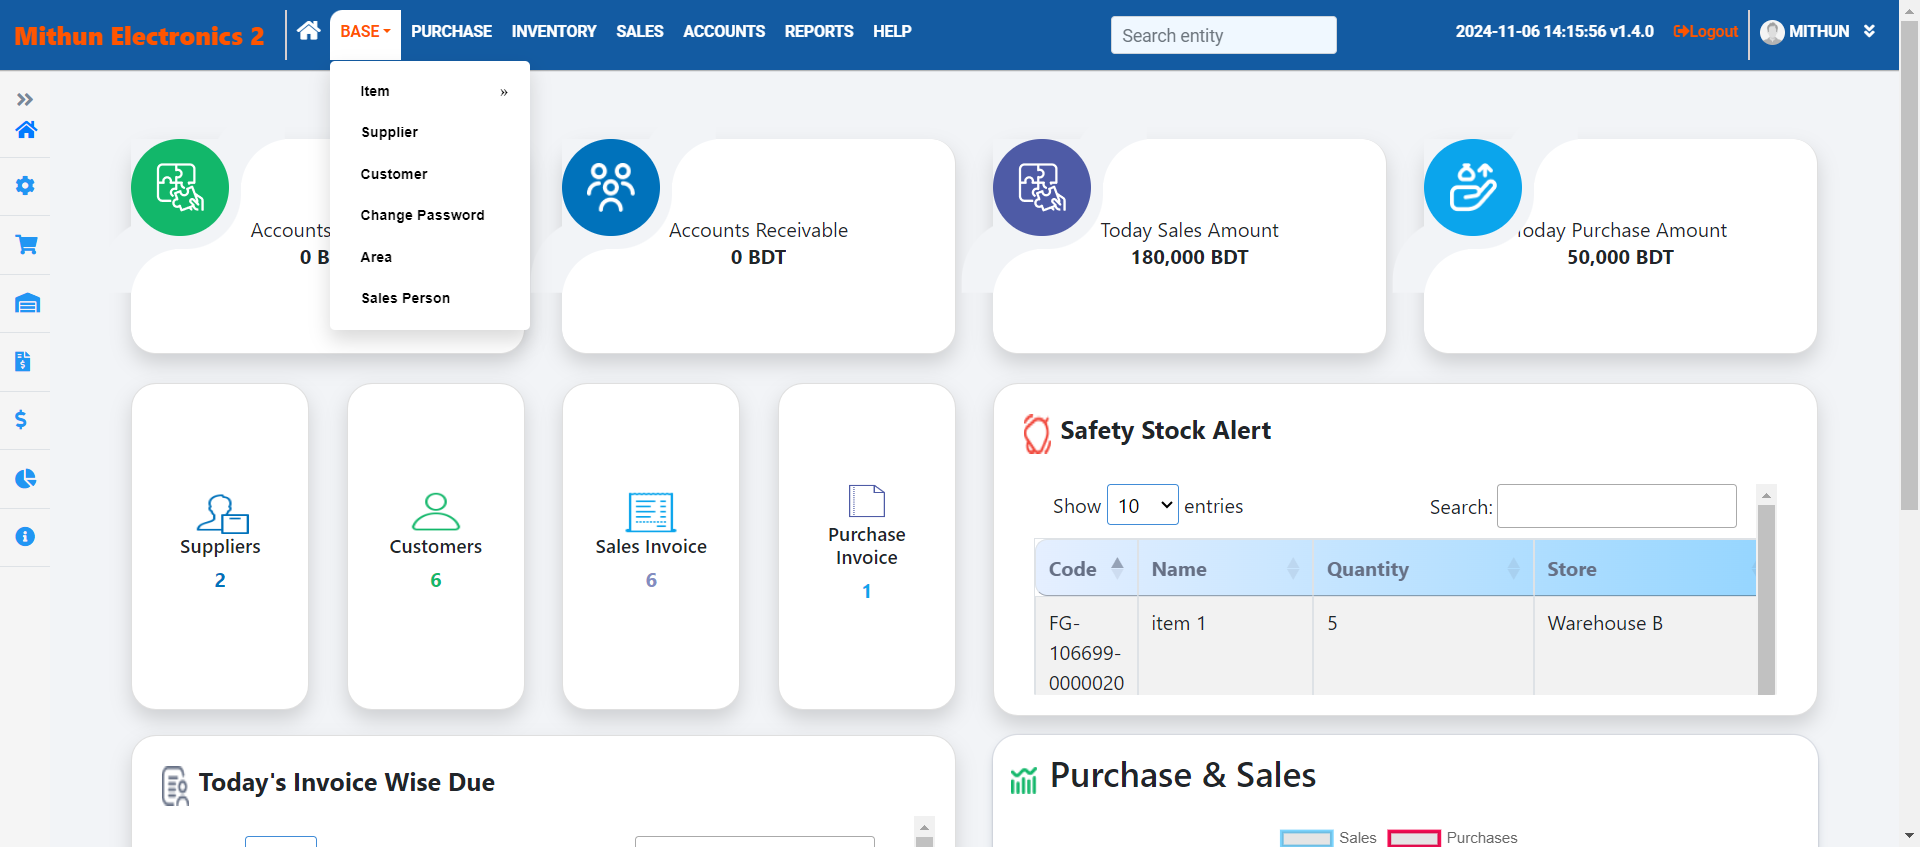 Mithun Electronics 2
BASE PURCHASE INVENTORY SALES ACCOUNTS REPORTS HELP
Search entity
2024-11-06 14:15:56 v1.4.0 Logout MITHUN
Item »
Supplier
Customer
Change Password
Area
Sales Person
Accounts
0 B
Accounts Receivable
0 BDT
Today Sales Amount
180,000 BDT
Today Purchase Amount
50,000 BDT
Suppliers
2
Customers
6
Sales Invoice
6
Purchase
Invoice
1
Safety Stock Alert
Show 10 entries Search:
Code Name Quantity Store
FG-
106699-
0000020
item 1 5 Warehouse B
Today's Invoice Wise Due
Purchase & Sales
Sales Purchases